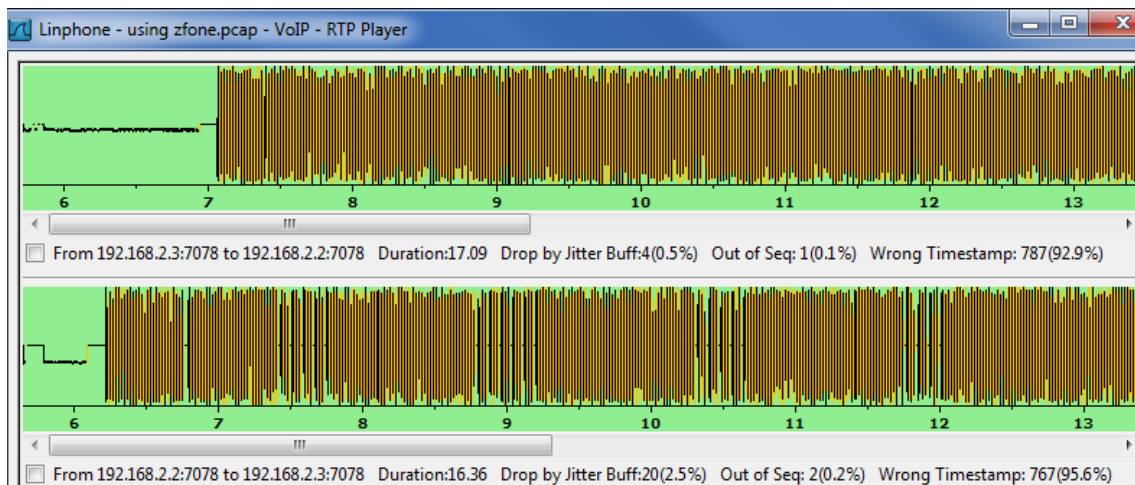 Linphone - using zfone.pcap - VoIP - RTP Player
6 7 8 9 10 11 12 13
From 192.168.2.3:7078 to 192.168.2.2:7078 Duration:17.09 Drop by Jitter Buff:4(0.5%) Out of Seq: 1(0.1%) Wrong Timestamp: 787(92.9%)
6 7 8 9 10 11 12 13
From 192.168.2.2:7078 to 192.168.2.3:7078 Duration:16.36 Drop by Jitter Buff:20(2.5%) Out of Seq: 2(0.2%) Wrong Timestamp: 767(95.6%)